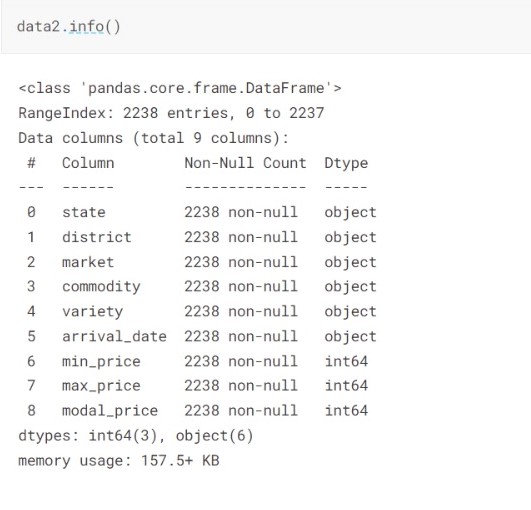 data2.info()
<class 'pandas.core.frame.DataFrame'>
RangeIndex: 2238 entries, 0 to 2237
Data columns (total 9 columns):
 #   Column        Non-Null Count  Dtype
---  ------        --------------  -----
 0   state         2238 non-null   object
 1   district      2238 non-null   object
 2   market        2238 non-null   object
 3   commodity     2238 non-null   object
 4   variety       2238 non-null   object
 5   arrival_date  2238 non-null   object
 6   min_price     2238 non-null   int64
 7   max_price     2238 non-null   int64
 8   modal_price   2238 non-null   int64
dtypes: int64(3), object(6)
memory usage: 157.5+ KB